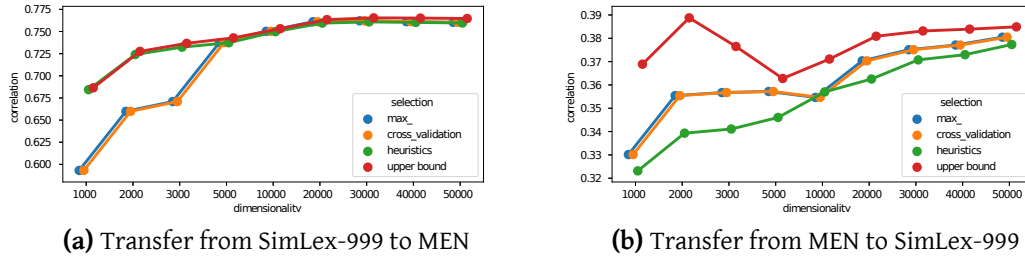 0.775
0.750
0.725
0.700
0.675
0.650
0.625
0.600
correlation
selection
max_
cross_validation
heuristics
upper bound
1000 2000 3000 5000 10000 20000 30000 40000 50000
dimensionality
(a) Transfer from SimLex-999 to MEN
0.39
0.38
0.37
0.36
0.35
0.34
0.33
0.32
correlation
selection
max_
cross_validation
heuristics
upper bound
1000 2000 3000 5000 10000 20000 30000 40000 50000
dimensionality
(b) Transfer from MEN to SimLex-999